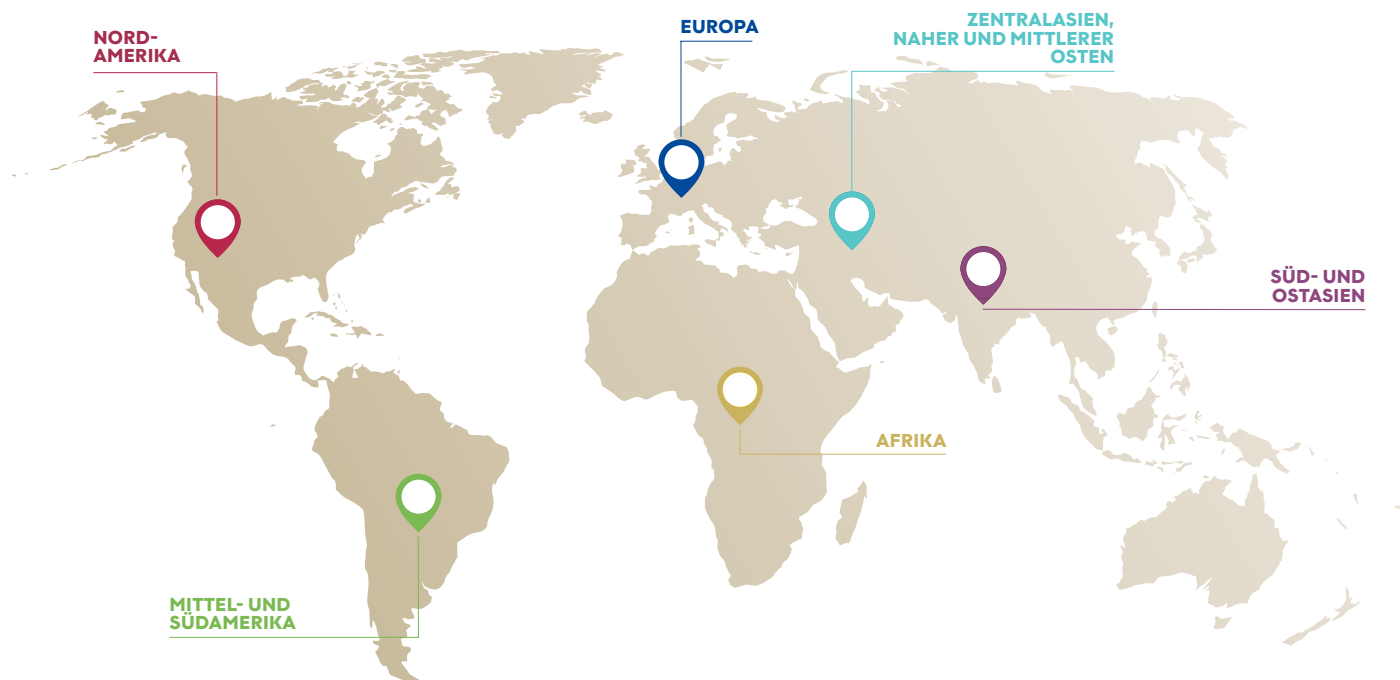 NORD-
AMERIKA
EUROPA
ZENTRALASIEN,
NAHER UND MITTLERER
OSTEN
SÜD- UND
OSTASIEN
AFRIKA
MITTEL- UND
SÜDAMERIKA